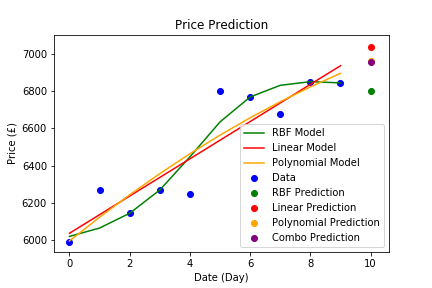 Price Prediction
7000
6800
6600
6400
6200
6000
Price (£)
RBF Model
Linear Model
Polynomial Model
Data
RBF Prediction
Linear Prediction
Polynomial Prediction
Combo Prediction
0 2 4 6 8 10
Date (Day)